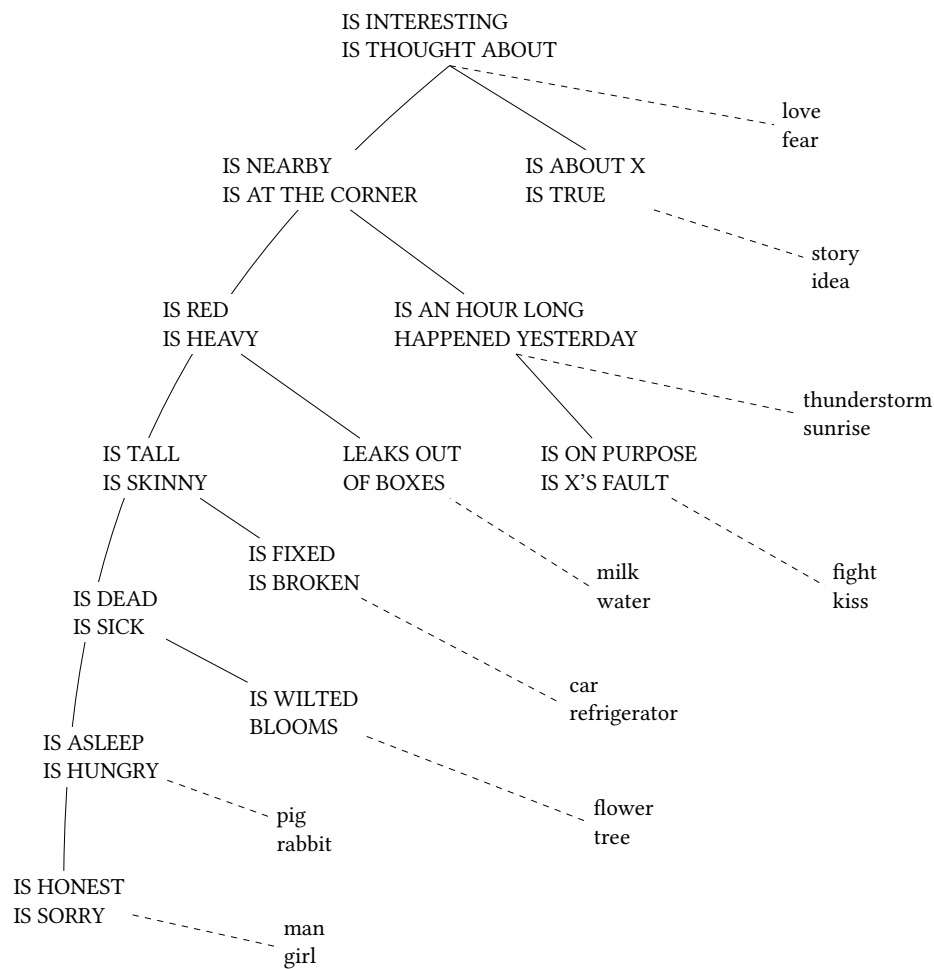 IS INTERESTING
IS THOUGHT ABOUT
love
fear
IS NEARBY
IS AT THE CORNER
IS ABOUT X
IS TRUE
story
idea
IS RED
IS HEAVY
IS AN HOUR LONG
HAPPENED YESTERDAY
thunderstorm
sunrise
IS TALL
IS SKINNY
LEAKS OUT
OF BOXES
IS ON PURPOSE
IS X'S FAULT
IS FIXED
IS BROKEN
milk
water
fight
kiss
IS DEAD
IS SICK
car
refrigerator
IS WILTED
BLOOMS
IS ASLEEP
IS HUNGRY
pig
rabbit
flower
tree
IS HONEST
IS SORRY
man
girl